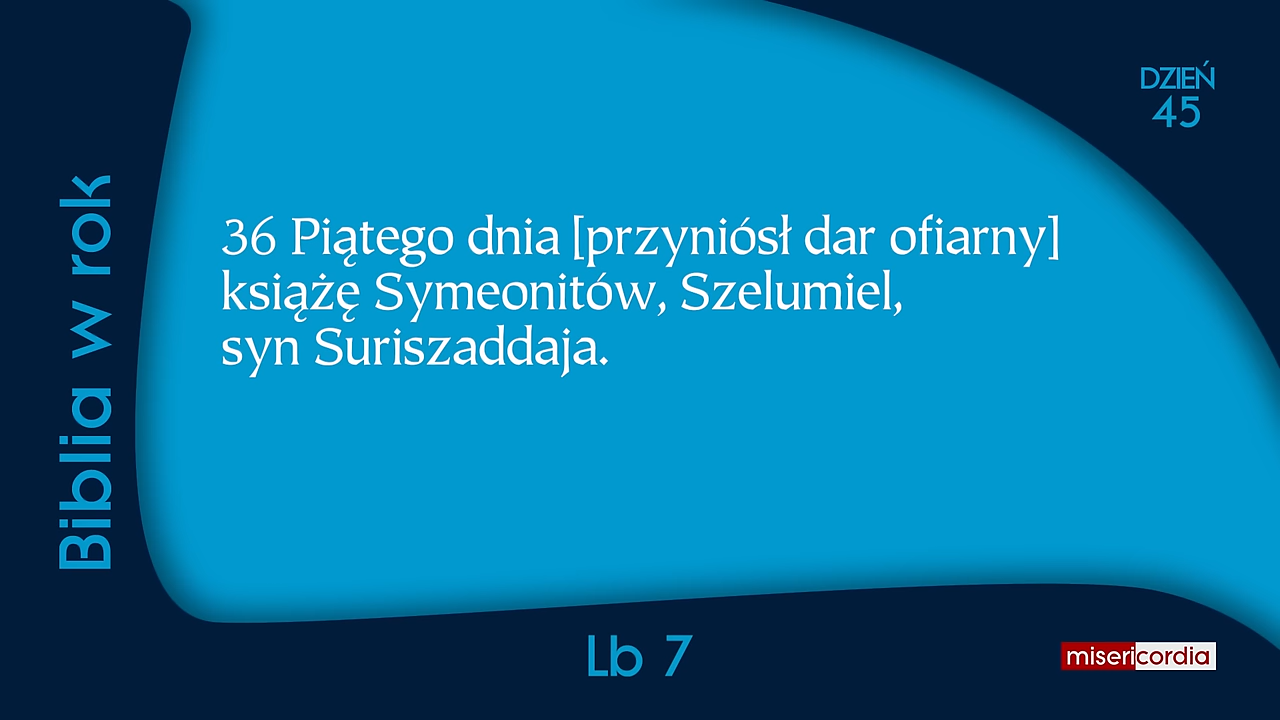 DZIEŃ
45
Biblia w rok
36 Piątego dnia [przyniósł dar ofiarny]
książę Symeonitów, Szelumiel,
syn Suriszaddaja.
Lb 7
misericordia